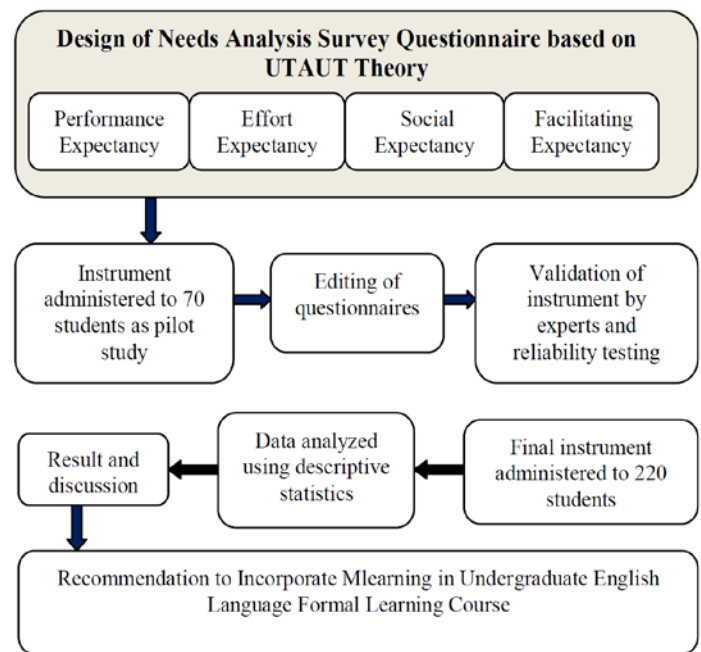 Design of Needs Analysis Survey Questionnaire based on
UTAUT Theory
Performance
Expectancy
Effort
Expectancy
Social
Expectancy
Facilitating
Expectancy
Instrument
administered to 70
students as pilot
study
Editing of
questionnaires
Validation of
instrument by
experts and
reliability testing
Final instrument
administered to 220
students
Data analyzed
using descriptive
statistics
Result and
discussion
Recommendation to Incorporate Mlearning in Undergraduate English
Language Formal Learning Course